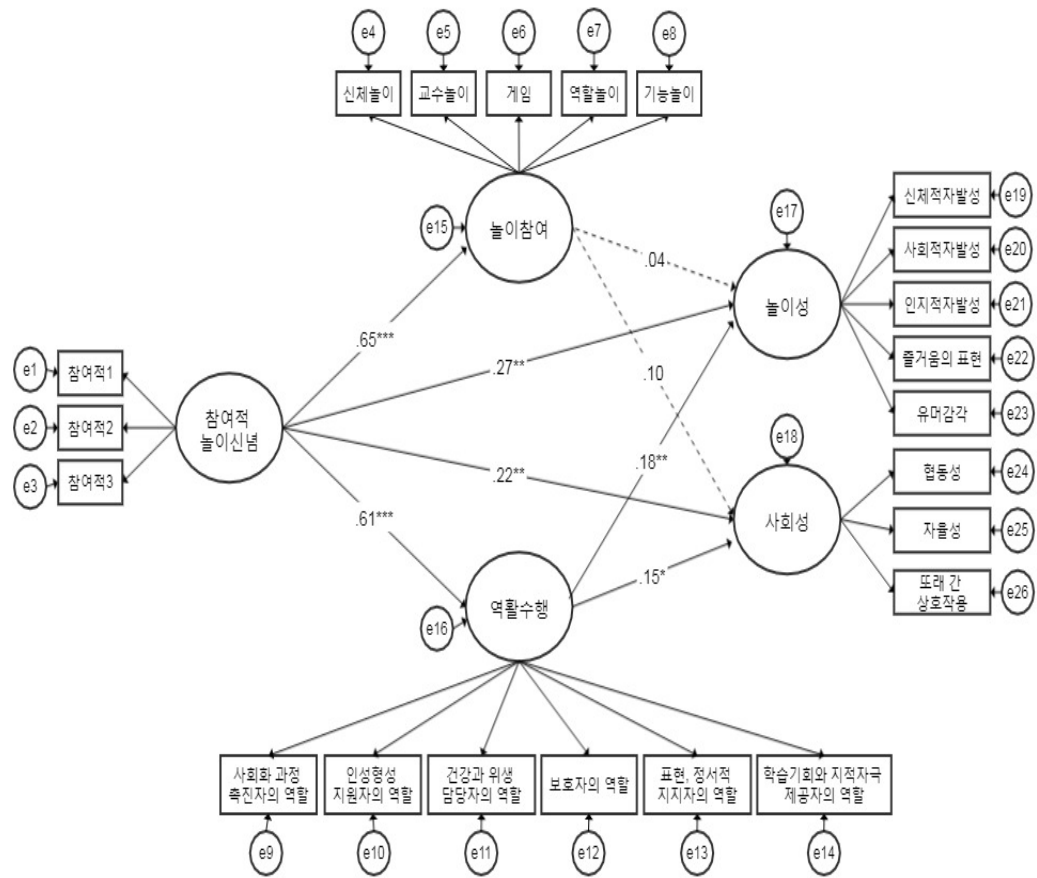 e4
e5
e6
e7
e8
신체놀이
교수놀이
게임
역할놀이
기능놀이
e15
놀이참여
e17
놀이성
신체적자발성
e19
사회적자발성
e20
인지적자발성
e21
즐거움의 표현
e22
유머감각
e23
.04
.65***
.27**
.10
e1
참여적1
e2
참여적2
e3
참여적3
참여적
놀이신념
.18**
.22**
.61***
.15*
e18
사회성
협동성
e24
자율성
e25
또래 간
상호작용
e26
e16
역활수행
사회화 과정
촉진자의 역할
인성형성
지원자의 역할
건강과 위생
담당자의 역할
보호자의 역할
표현, 정서적
지지자의 역할
학습기회와 지적자극
제공자의 역할
e9
e10
e11
e12
e13
e14